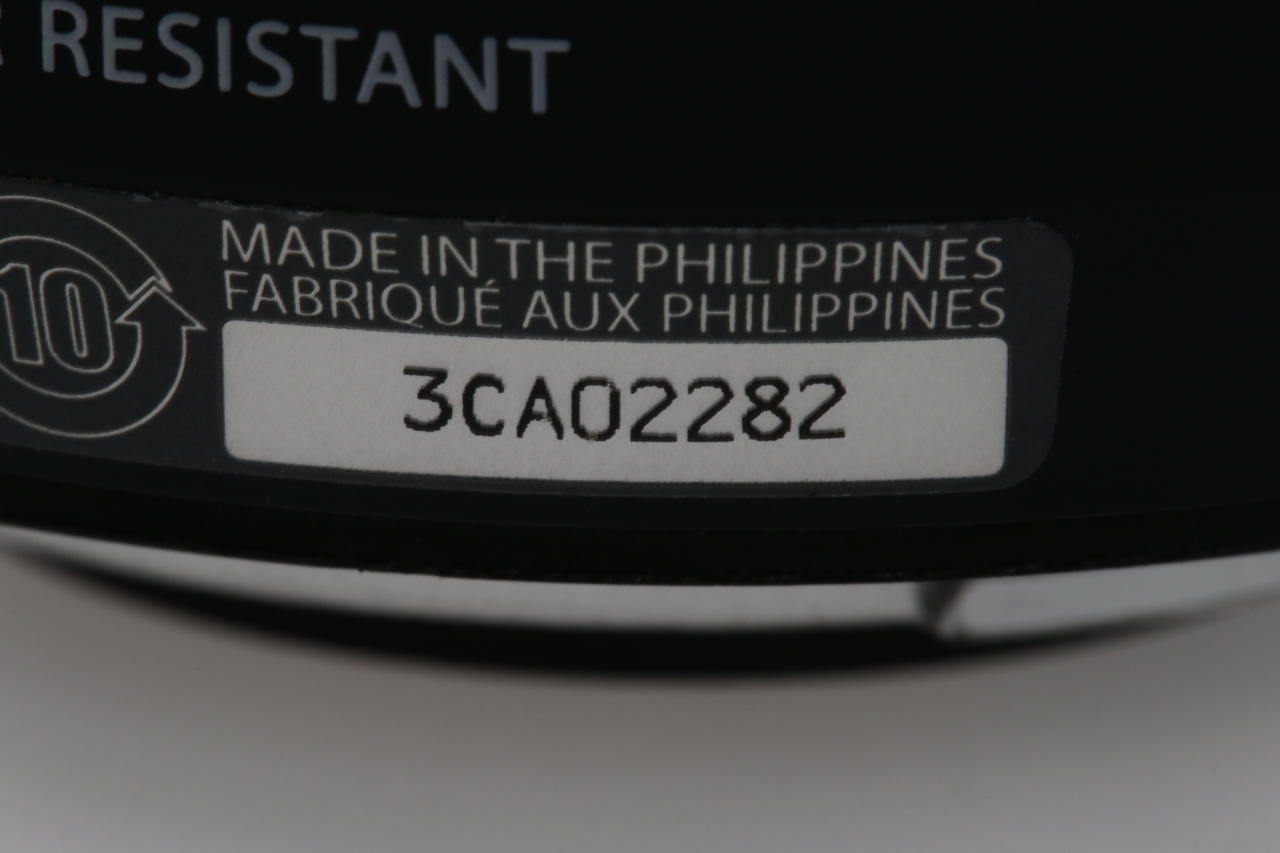 RESISTANT
10
MADE IN THE PHILIPPINES
FABRIQUÉ AUX PHILIPPINES
3CA02282